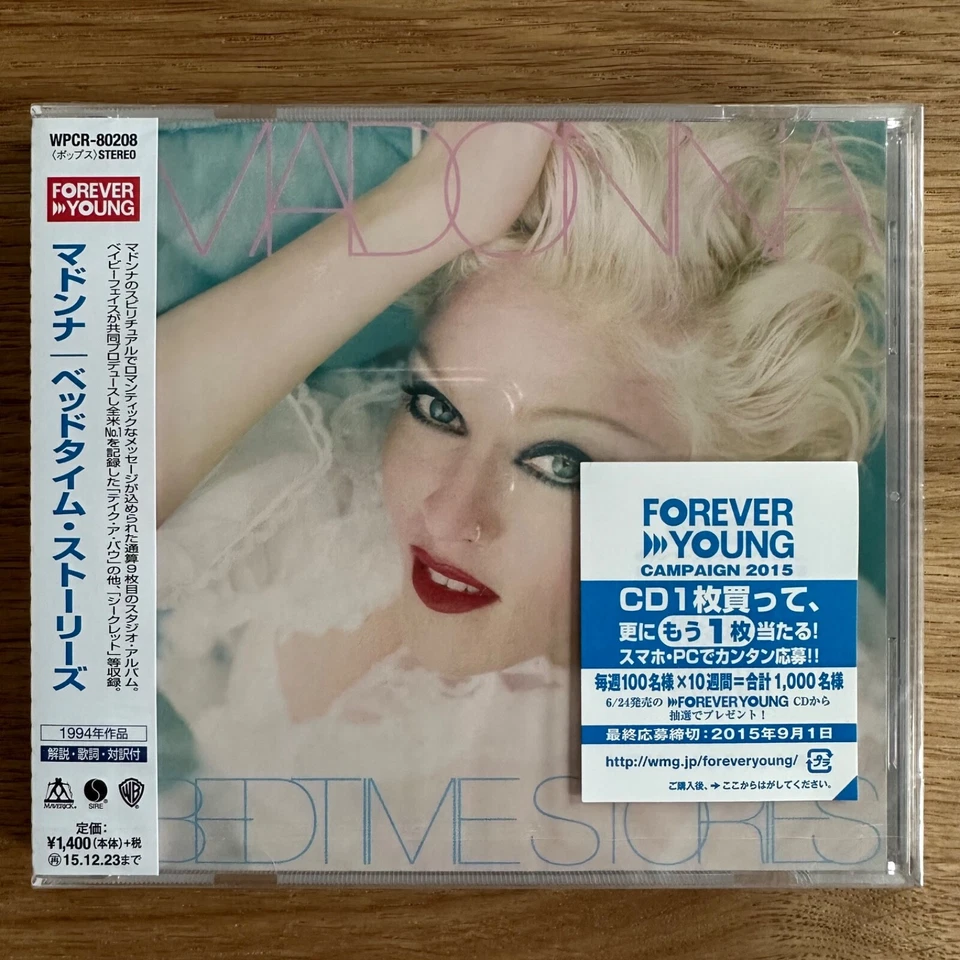 WPCR-80208
〈ポップス〉STEREO
FOREVER
YOUNG
マドンナ|ベッドタイム・ストーリーズ
マドンナのスピリチュアルでロマンティックなメッセージが込められた通算9枚目のスタジオ・アルバム。
ベイビーフェイスが共同プロデュースし全米No.1を記録した「テイク・ア・バウ」の他、「シークレット」等収録。
1994年作品
解説・歌詞・対訳付
MAVERICK
SIRE
WB
定価:
¥1,400(本体)+税
再15.12.23まで
MADONNA
FOREVER
YOUNG
CAMPAIGN 2015
CD1枚買って、
更にもう1枚当たる!
スマホ・PCでカンタン応募!!
毎週100名様×10週間=合計1,000名様
6/24発売の FOREVER YOUNG CDから
抽選でプレゼント!
最終応募締切:2015年9月1日
http://wmg.jp/foreveryoung/
プラ
ご購入後、➔ここからはがしてください。
BEDTIME STORIES